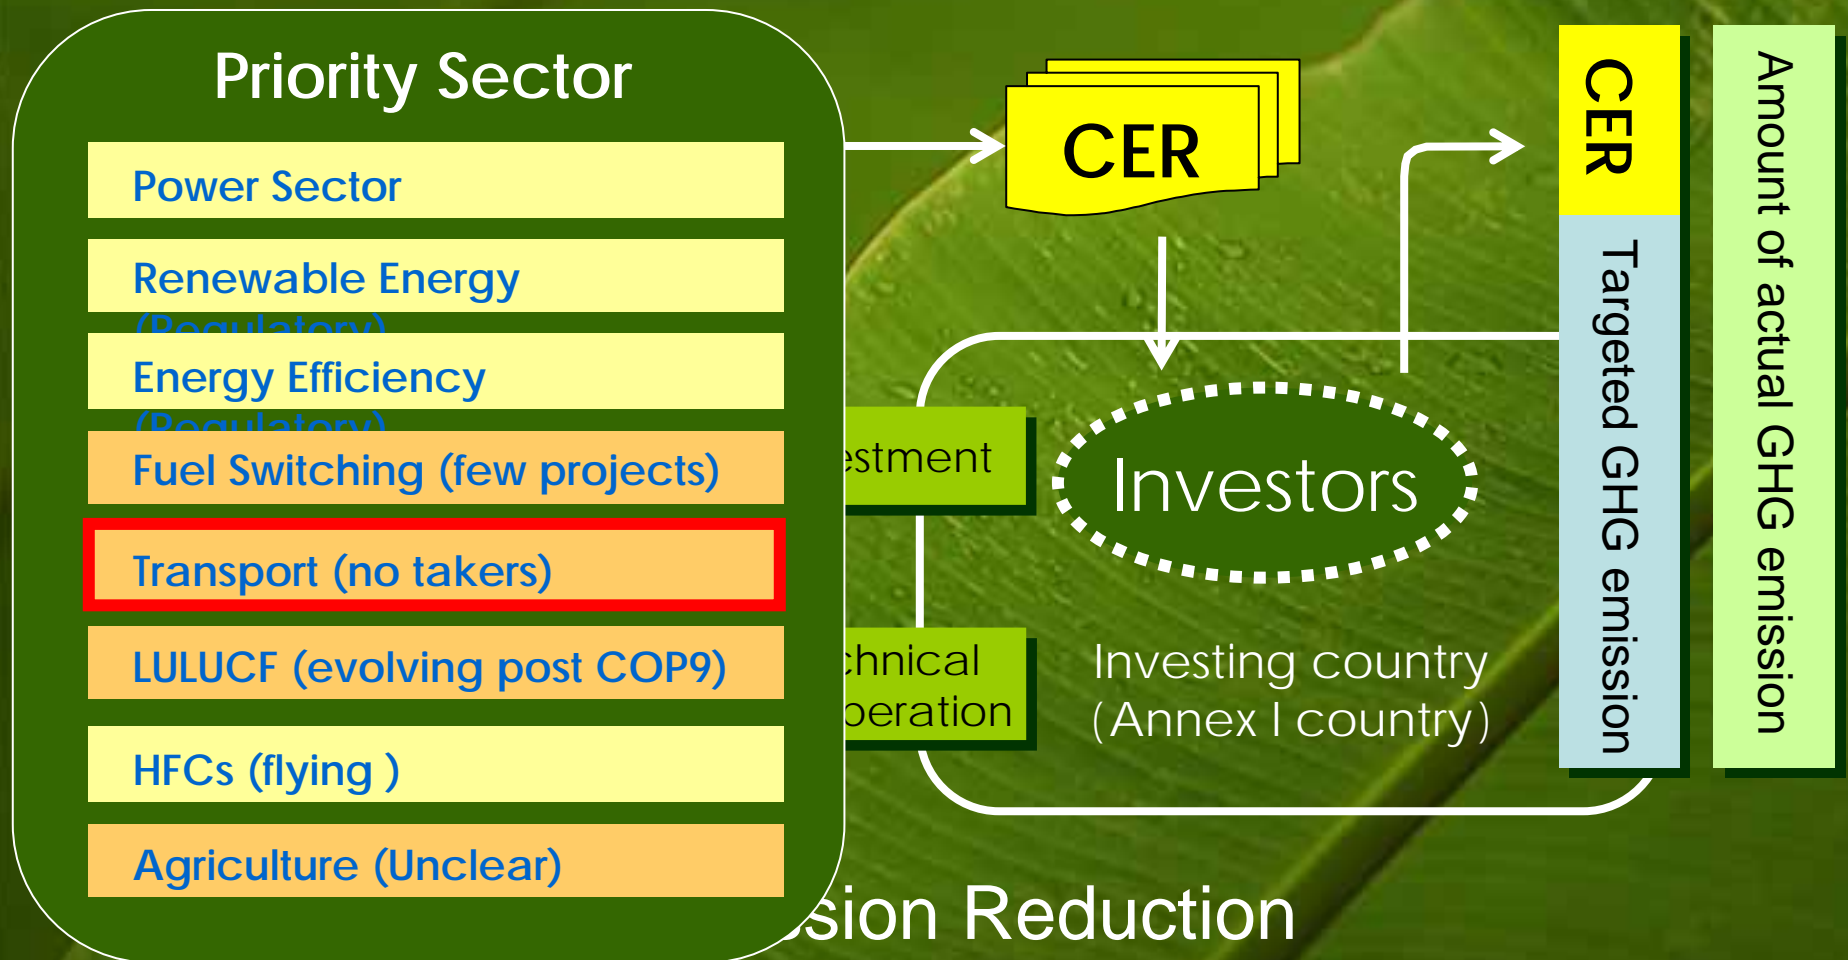 Priority Sector
Power Sector
Renewable Energy
(Regulatory)
Energy Efficiency
(Regulatory)
Fuel Switching (few projects)
Transport (no takers)
LULUCF (evolving post COP9)
HFCs (flying )
Agriculture (Unclear)
CER
estment
chnical
peration
Investors
Investing country
(Annex I country)
CER
Targeted GHG emission
Amount of actual GHG emission
sion Reduction